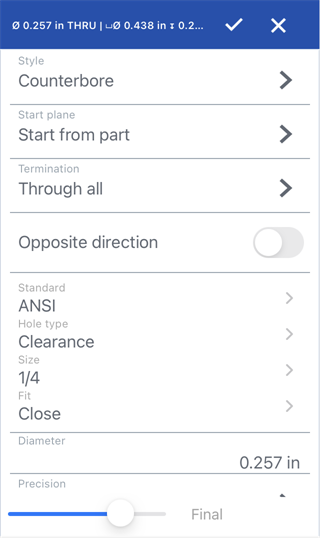 Ø 0.257 in THRU | ⌴Ø 0.438 in ↧ 0.2...
Style
Counterbore
Start plane
Start from part
Termination
Through all
Opposite direction
Standard
ANSI
Hole type
Clearance
Size
1/4
Fit
Close
Diameter
0.257 in
Precision
Final